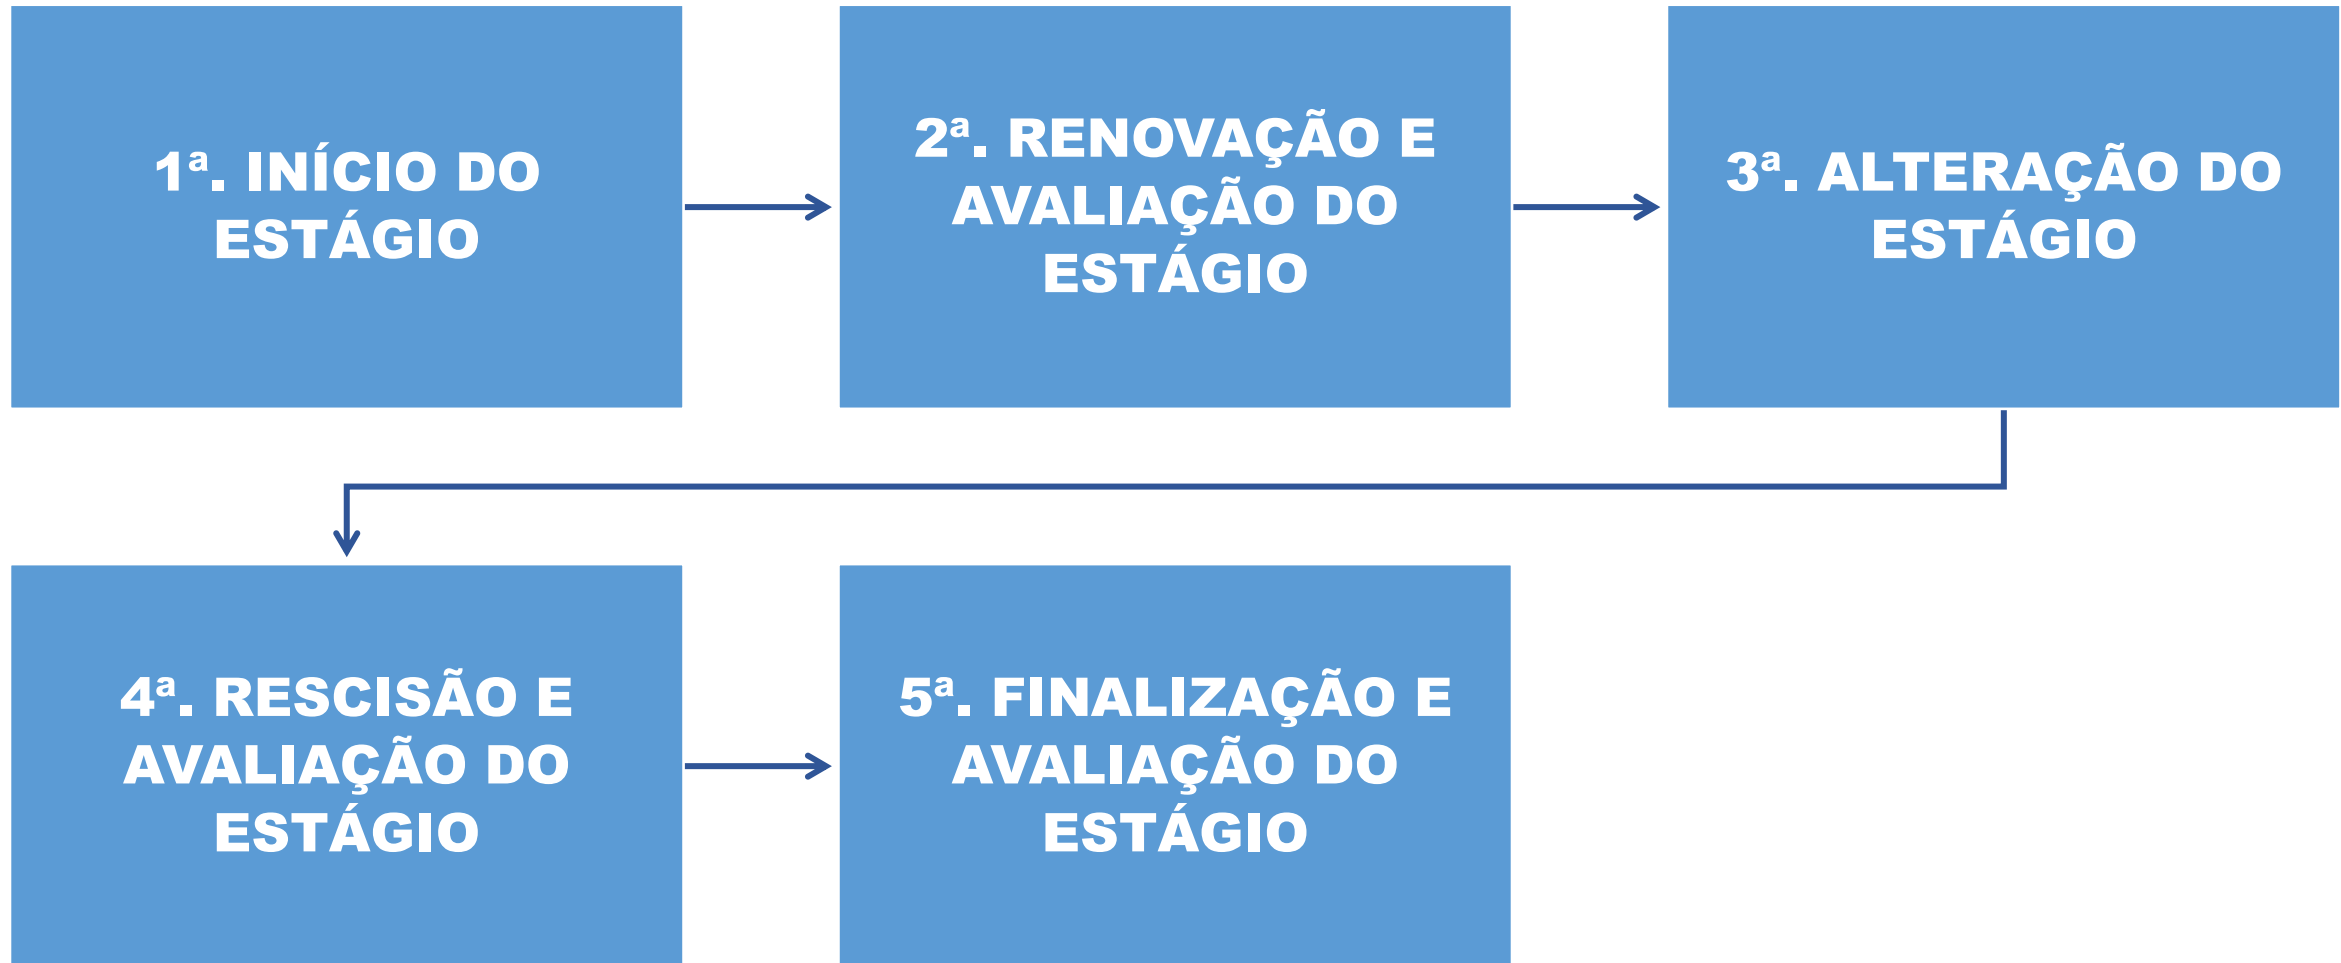 1ª. INÍCIO DO
ESTÁGIO
2ª. RENOVAÇÃO E
AVALIAÇÃO DO
ESTÁGIO
3ª. ALTERAÇÃO DO
ESTÁGIO
4ª. RESCISÃO E
AVALIAÇÃO DO
ESTÁGIO
5ª. FINALIZAÇÃO E
AVALIAÇÃO DO
ESTÁGIO